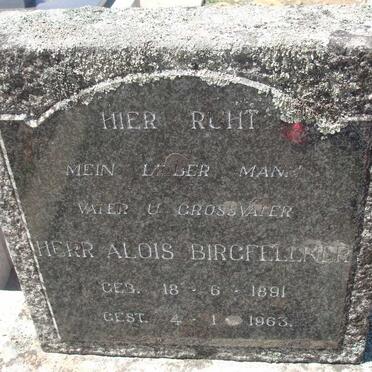 HIER RUHT
MEIN LIEBER MANN
VATER U GROSSVATER
HERR ALOIS BIRGFELLNER
GEB. 18 - 6 - 1891
GEST. 4 - 1 - 1963.